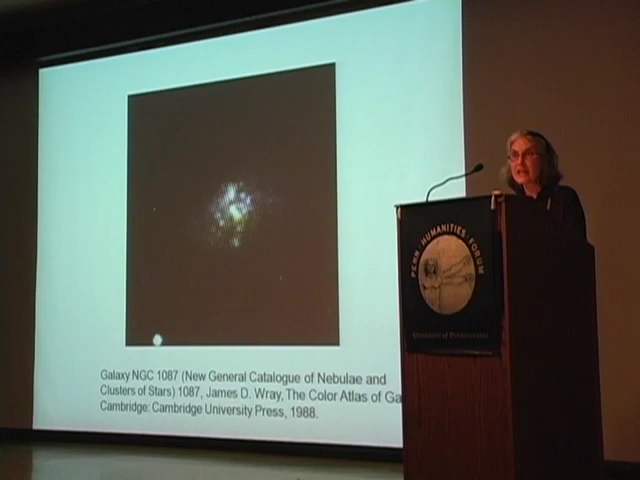 Galaxy NGC 1087 (New General Catalogue of Nebulae and
Clusters of Stars) 1087, James D. Wray, The Color Atlas of Ga
Cambridge: Cambridge University Press, 1988.
PENN HUMANITIES FORUM
University of Pennsylvania